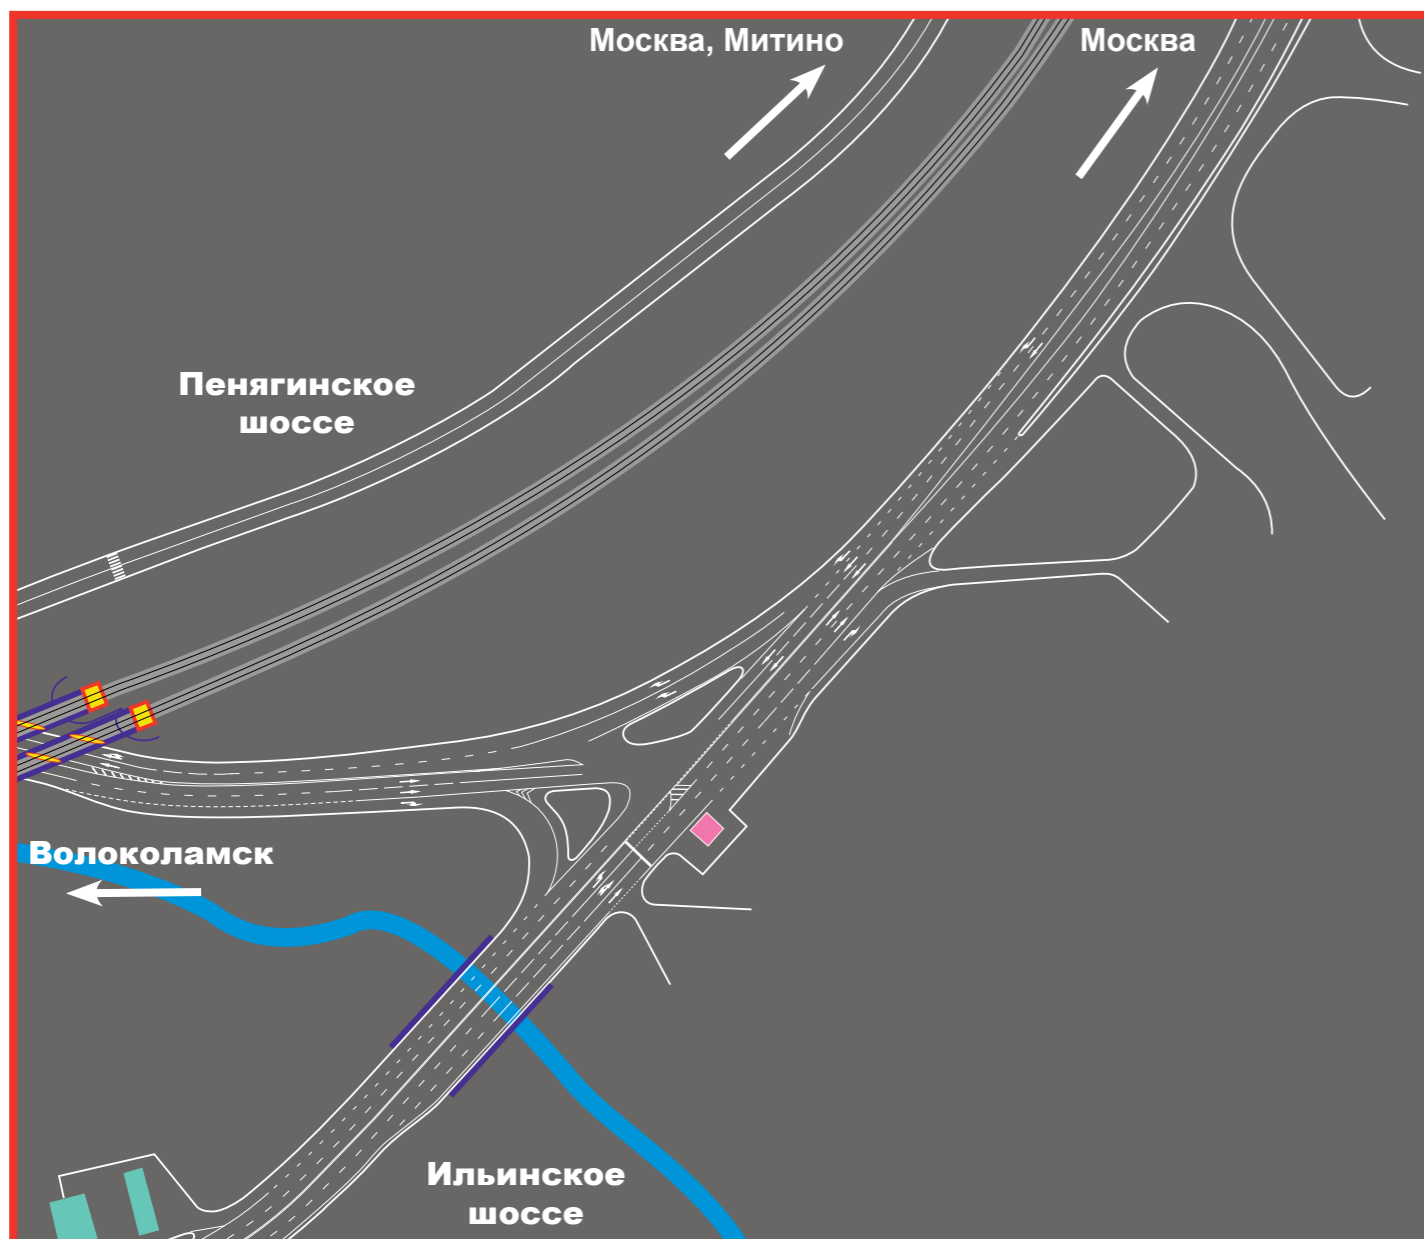 Москва, Митино
Москва
Пенягинское
шоссе
Волоколамск
Ильинское
шоссе